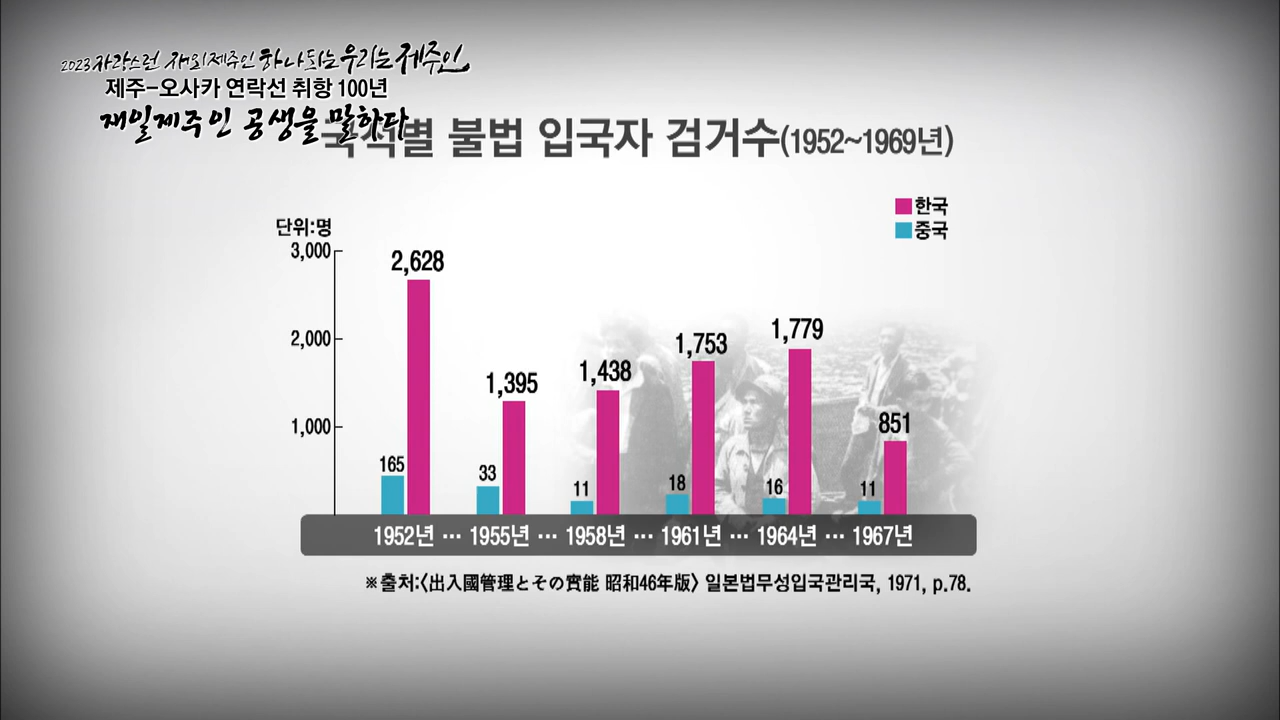 2023 자랑스런 재외제주인 하나되는 우리는 제주인
제주-오사카 연락선 취항 100년
재일제주인 공생을 말하다
국적별 불법 입국자 검거수(1952~1969년)
한국
중국
단위:명
3,000
2,000
1,000
2,628
1,395
1,438
1,753
1,779
851
165
33
11
18
16
11
1952년 ··· 1955년 ··· 1958년 ··· 1961년 ··· 1964년 ··· 1967년
※출처:〈出入國管理とその實能 昭和46年版〉 일본법무성입국관리국, 1971, p.78.